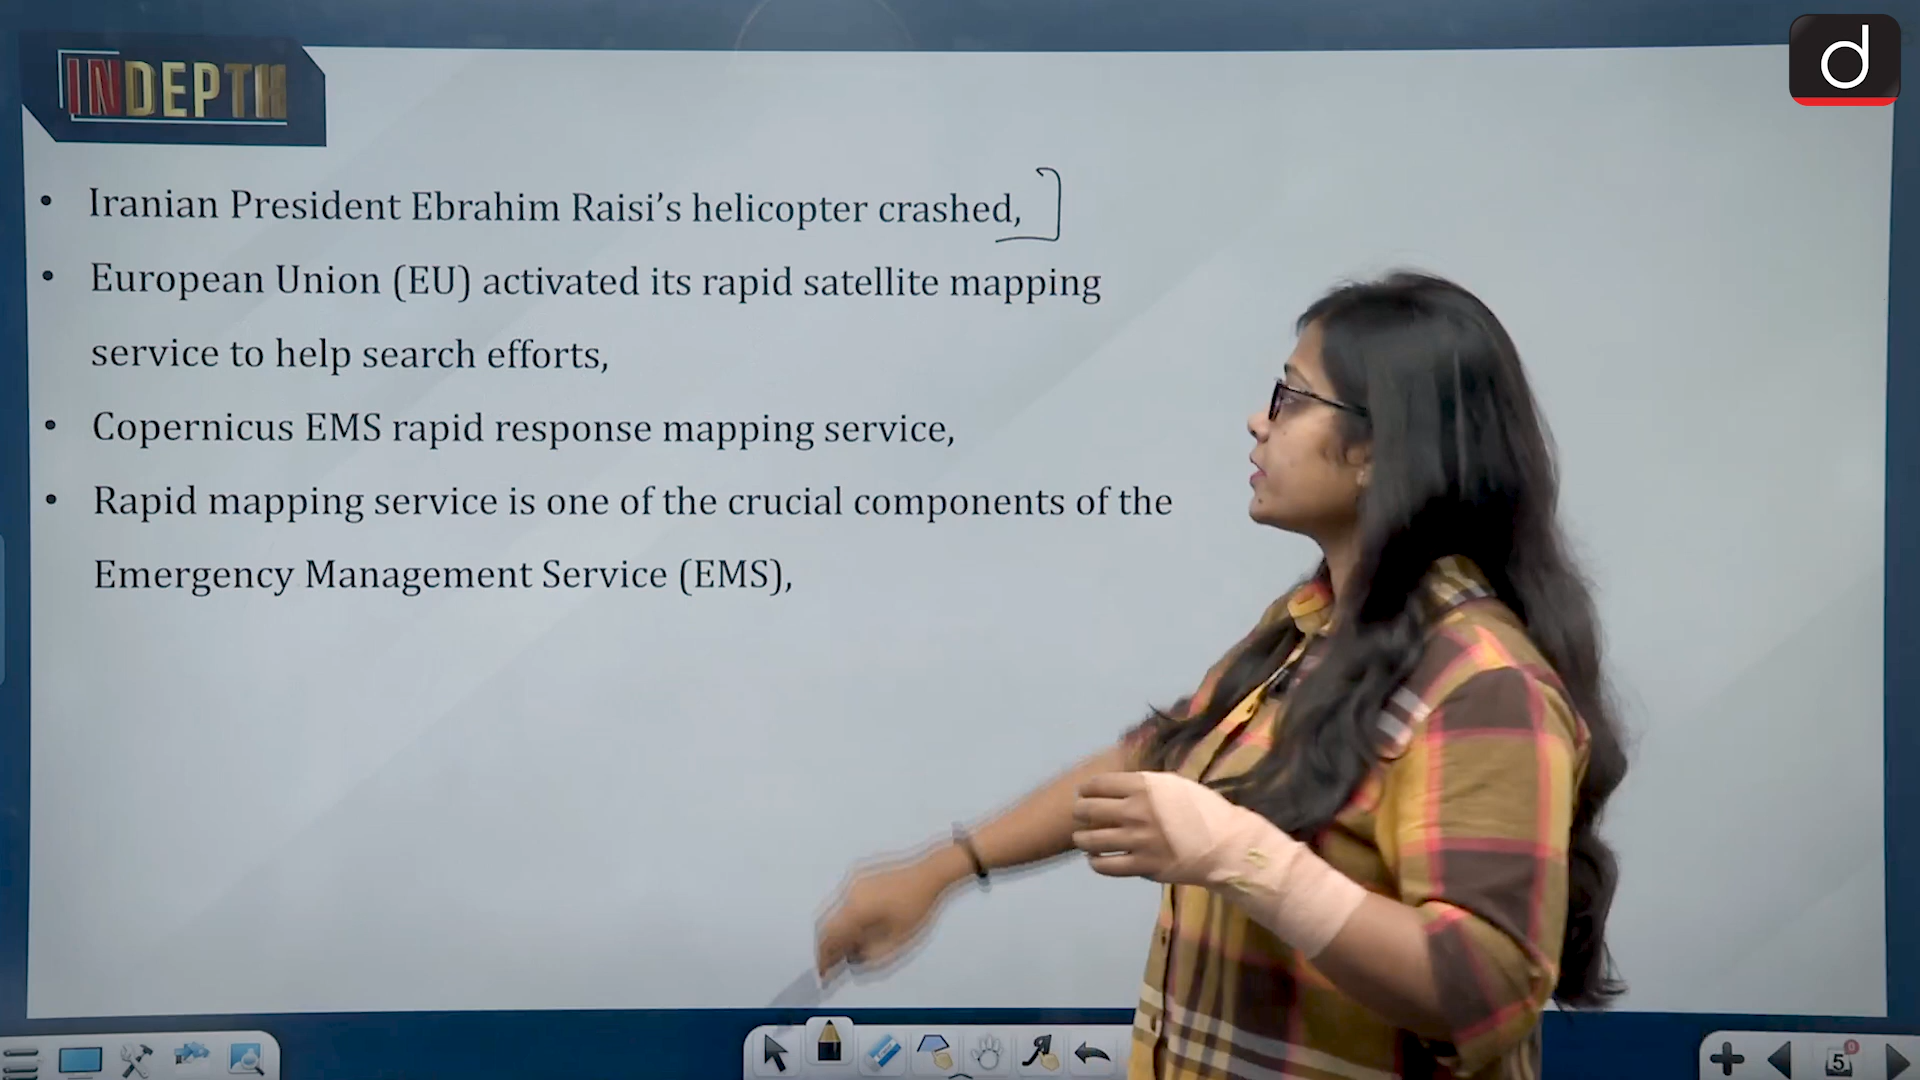 INDEPTH
d
• Iranian President Ebrahim Raisi’s helicopter crashed,
• European Union (EU) activated its rapid satellite mapping
service to help search efforts,
• Copernicus EMS rapid response mapping service,
• Rapid mapping service is one of the crucial components of the
Emergency Management Service (EMS),
5
0